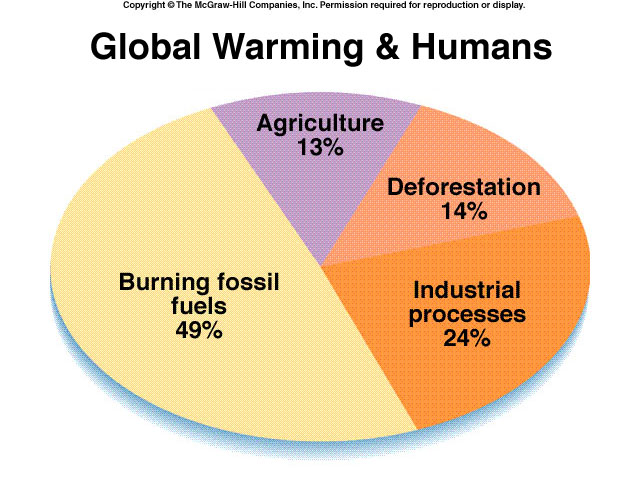 Copyright © The McGraw-Hill Companies, Inc. Permission required for reproduction or display.
Global Warming & Humans
Agriculture
13%
Deforestation
14%
Burning fossil
fuels
49%
Industrial
processes
24%